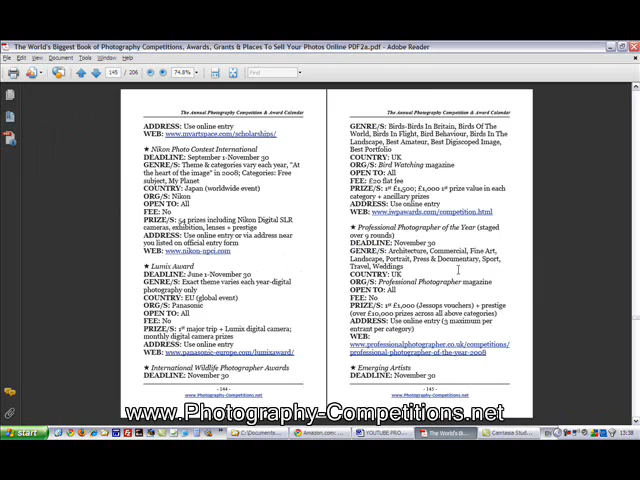 The World's Biggest Book of Photography Competitions, Awards, Grants & Places To Sell Your Photos Online PDF2a.pdf - Adobe Reader
File Edit View Document Tools Window Help
145 / 206 74.8% Find
The Annual Photography Competition & Award Calendar
ADDRESS: Use online entry
WEB: www.myartspace.com/scholarships/
★ Nikon Photo Contest International
DEADLINE: September 1-November 30
GENRE/S: Theme & categories vary each year, "At
the heart of the image" in 2008; Categories: Free
subject, My Planet
COUNTRY: Japan (worldwide event)
ORG/S: Nikon
OPEN TO: All
FEE: No
PRIZE/S: 54 prizes including Nikon Digital SLR
cameras, exhibition, lenses + prestige
ADDRESS: Use online entry or via address near
you listed on official entry form
WEB: www.nikon-npci.com
★ Lumix Award
DEADLINE: June 1-November 30
GENRE/S: Exact theme varies each year-digital
photography only
COUNTRY: EU (global event)
ORG/S: Panasonic
OPEN TO: All
FEE: No
PRIZE/S: 1st major trip + Lumix digital camera;
monthly digital camera prizes
ADDRESS: Use online entry
WEB: www.panasonic-europe.com/lumixaward/
★ International Wildlife Photographer Awards
DEADLINE: November 30
- 144 -
www.Photography-Competitions.net
The Annual Photography Competition & Award Calendar
GENRE/S: Birds-Birds In Britain, Birds Of The
World, Birds In Flight, Bird Behaviour, Birds In The
Landscape, Best Amateur, Best Digiscoped Image,
Best Portfolio
COUNTRY: UK
ORG/S: Bird Watching magazine
OPEN TO: All
FEE: £20 flat fee
PRIZE/S: 1st £1,500; £1,000 1st prize value in each
category + ancillary prizes
ADDRESS: Use online entry
WEB: www.iwpawards.com/competition.html
★ Professional Photographer of the Year (staged
over 9 rounds)
DEADLINE: November 30
GENRE/S: Architecture, Commercial, Fine Art,
Landscape, Portrait, Press & Documentary, Sport,
Travel, Weddings
COUNTRY: UK
ORG/S: Professional Photographer magazine
OPEN TO: All
FEE: No
PRIZE/S: 1st £1,000 (Jessops vouchers) + prestige
(over £10,000 prizes across all above categories)
ADDRESS: Use online entry (3 maximum per
entrant per category)
WEB:
www.professionalphotographer.co.uk/competitions/
professional-photographer-of-the-year-2008
★ Emerging Artists
DEADLINE: November 30
- 145 -
www.Photography-Competitions.net
www.Photography-Competitions.net
start C:\Documents... Amazon.com: ... YOUTUBE PRO... The World's Bi... Camtasia Studi... EN 13:38